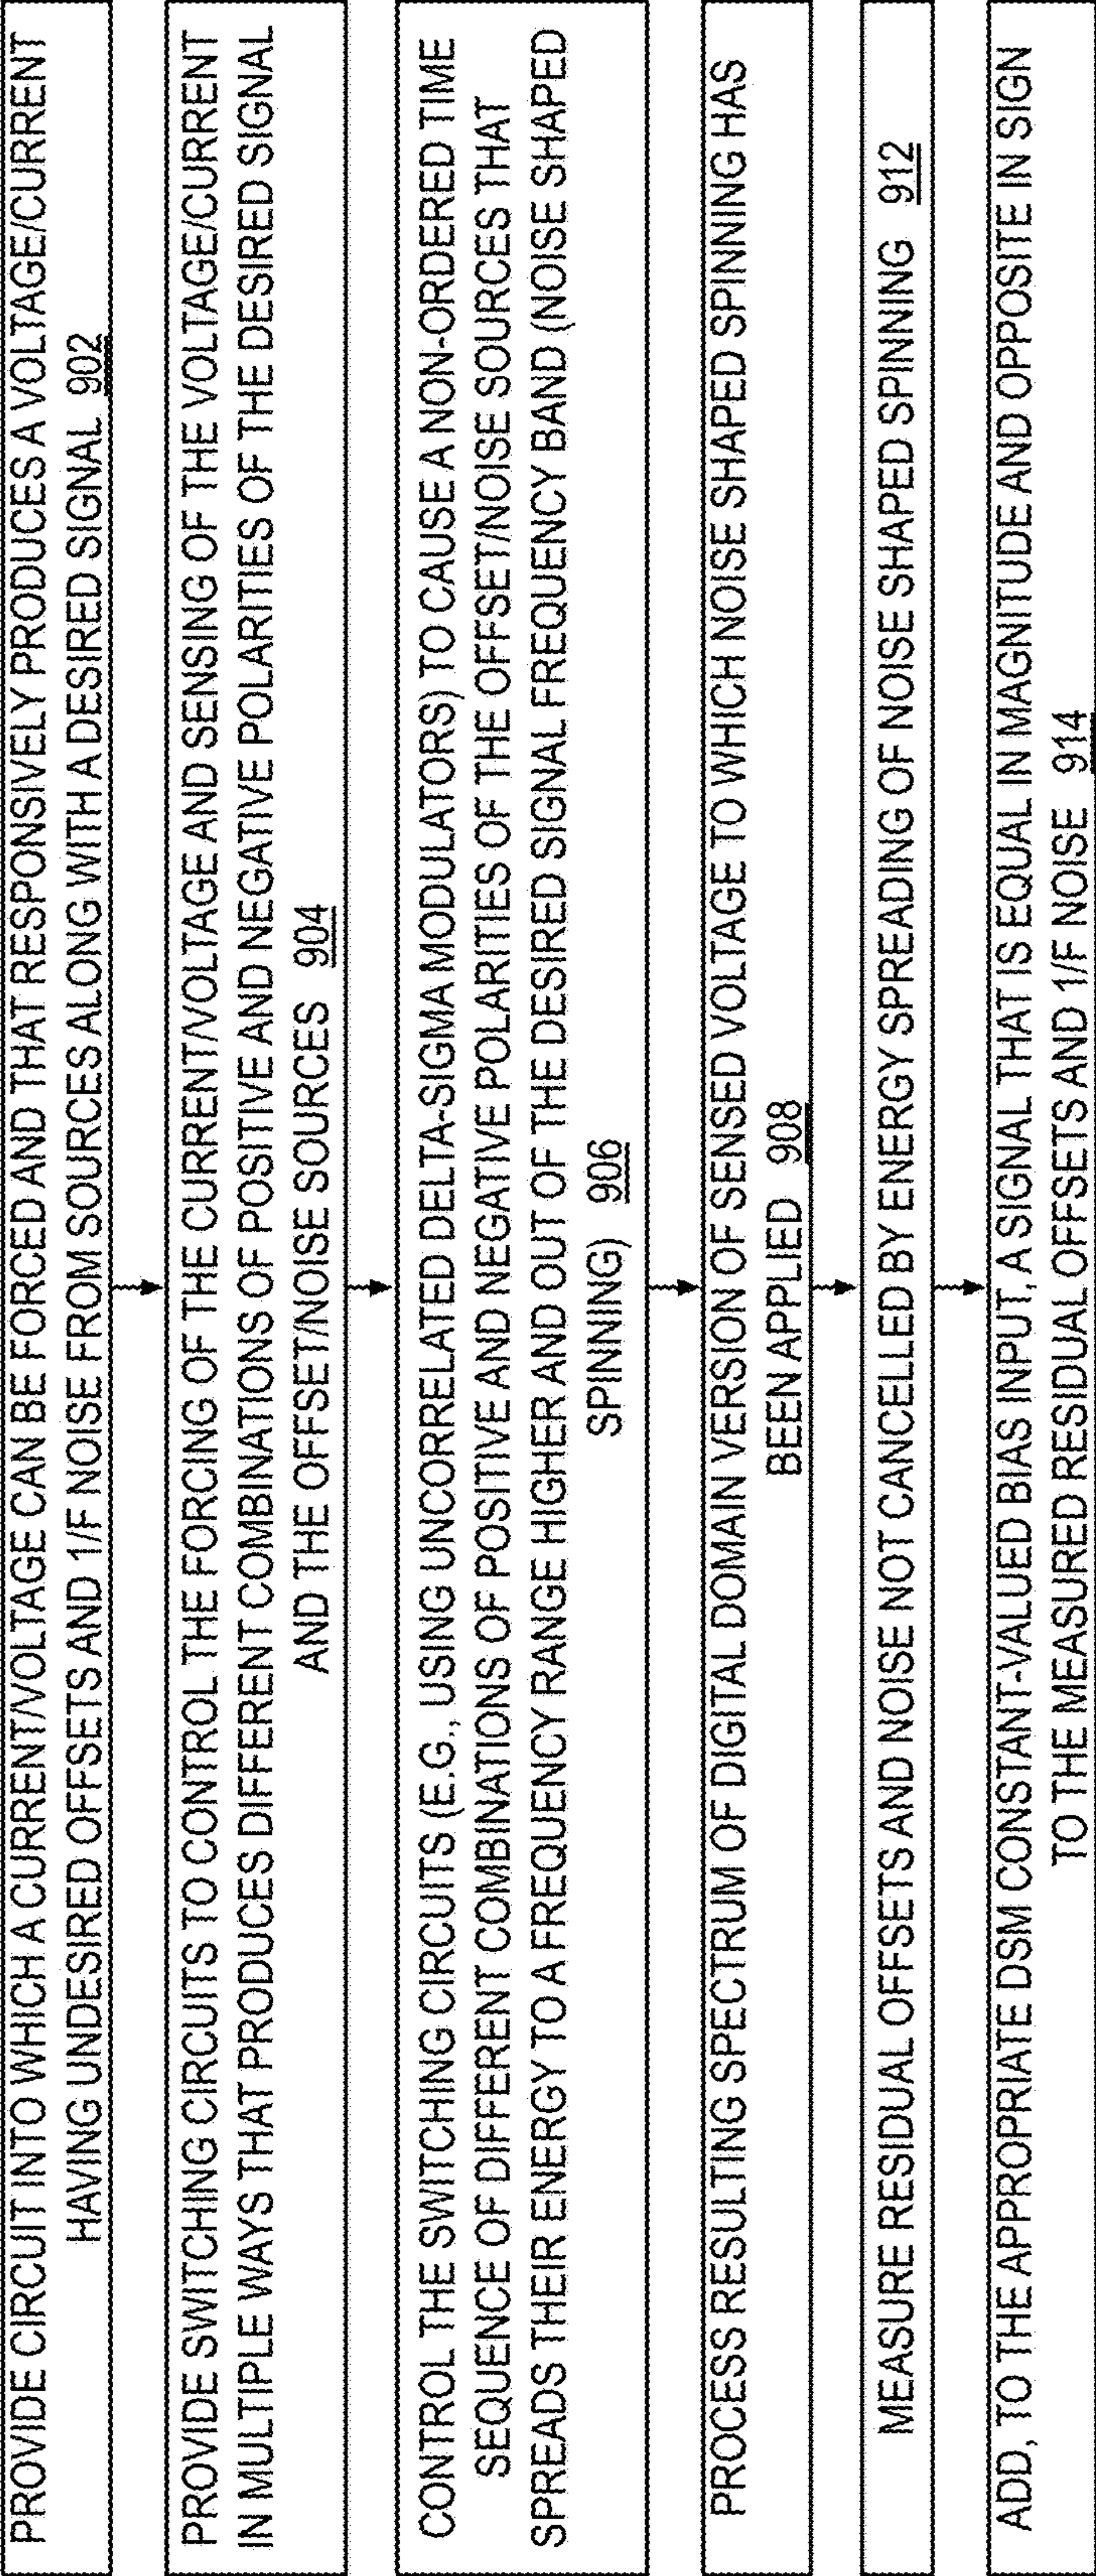 PROVIDE CIRCUIT INTO WHICH A CURRENT/VOLTAGE CAN BE FORCED AND THAT RESPONSIVELY PRODUCES A VOLTAGE/CURRENT
HAVING UNDESIRED OFFSETS AND 1/F NOISE FROM SOURCES ALONG WITH A DESIRED SIGNAL 902
PROVIDE SWITCHING CIRCUITS TO CONTROL THE FORCING OF THE CURRENT/VOLTAGE AND SENSING OF THE VOLTAGE/CURRENT
IN MULTIPLE WAYS THAT PRODUCES DIFFERENT COMBINATIONS OF POSITIVE AND NEGATIVE POLARITIES OF THE DESIRED SIGNAL
AND THE OFFSET/NOISE SOURCES 904
CONTROL THE SWITCHING CIRCUITS (E.G., USING UNCORRELATED DELTA-SIGMA MODULATORS) TO CAUSE A NON-ORDERED TIME
SEQUENCE OF DIFFERENT COMBINATIONS OF POSITIVE AND NEGATIVE POLARITIES OF THE OFFSET/NOISE SOURCES THAT
SPREADS THEIR ENERGY TO A FREQUENCY RANGE HIGHER AND OUT OF THE DESIRED SIGNAL FREQUENCY BAND (NOISE SHAPED
SPINNING) 906
PROCESS RESULTING SPECTRUM OF DIGITAL DOMAIN VERSION OF SENSED VOLTAGE TO WHICH NOISE SHAPED SPINNING HAS
BEEN APPLIED 908
MEASURE RESIDUAL OFFSETS AND NOISE NOT CANCELLED BY ENERGY SPREADING OF NOISE SHAPED SPINNING 912
ADD, TO THE APPROPRIATE DSM CONSTANT-VALUED BIAS INPUT, A SIGNAL THAT IS EQUAL IN MAGNITUDE AND OPPOSITE IN SIGN
TO THE MEASURED RESIDUAL OFFSETS AND 1/F NOISE 914